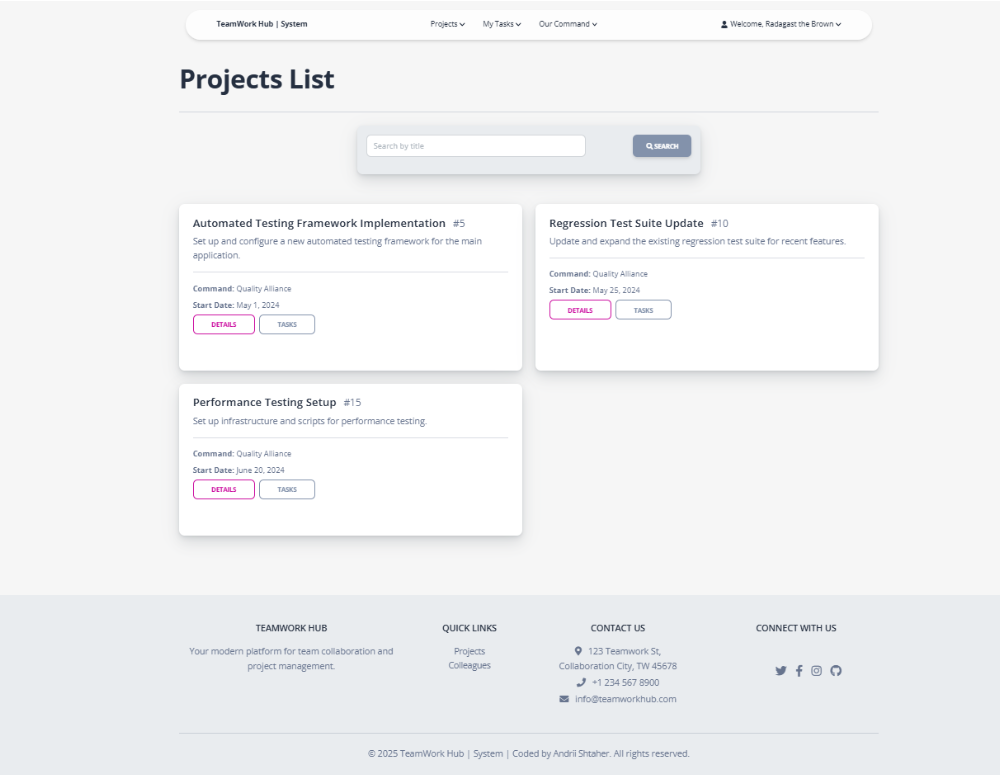 TeamWork Hub | System
Projects
My Tasks
Our Command
Welcome, Radagast the Brown
Projects List
Search by title
SEARCH
Automated Testing Framework Implementation #5
Set up and configure a new automated testing framework for the main
application.
Command: Quality Alliance
Start Date: May 1, 2024
DETAILS
TASKS
Regression Test Suite Update #10
Update and expand the existing regression test suite for recent features.
Command: Quality Alliance
Start Date: May 25, 2024
DETAILS
TASKS
Performance Testing Setup #15
Set up infrastructure and scripts for performance testing.
Command: Quality Alliance
Start Date: June 20, 2024
DETAILS
TASKS
TEAMWORK HUB
Your modern platform for team collaboration and
project management.
QUICK LINKS
Projects
Colleagues
CONTACT US
123 Teamwork St,
Collaboration City, TW 45678
+1 234 567 8900
info@teamworkhub.com
CONNECT WITH US
© 2025 TeamWork Hub | System | Coded by Andrii Shtaher. All rights reserved.